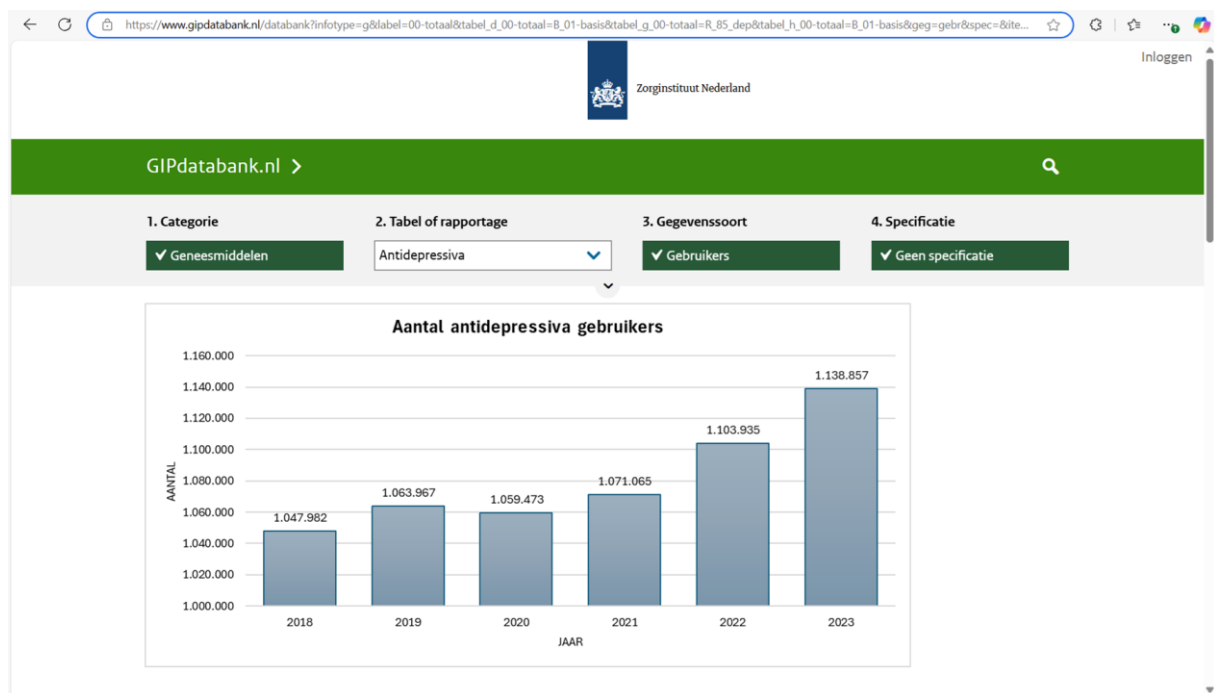 https://www.gipdatabank.nl/databank?infotype=g&label=00-totaal&tabel_d_00-totaal=B_01-basis&tabel_g_00-totaal=R_85_dep&tabel_h_00-totaal=B_01-basis&geg=gebr&spec=&ite...
Inloggen
Zorginstituut Nederland
GIPdatabank.nl
1. Categorie 2. Tabel of rapportage 3. Gegevenssoort 4. Specificatie
Geneesmiddelen Antidepressiva Gebruikers Geen specificatie
Aantal antidepressiva gebruikers
1.160.000
1.140.000
1.120.000
1.100.000
1.080.000
1.060.000
1.040.000
1.020.000
1.000.000
AANTAL
1.047.982
1.063.967
1.059.473
1.071.065
1.103.935
1.138.857
2018 2019 2020 2021 2022 2023
JAAR